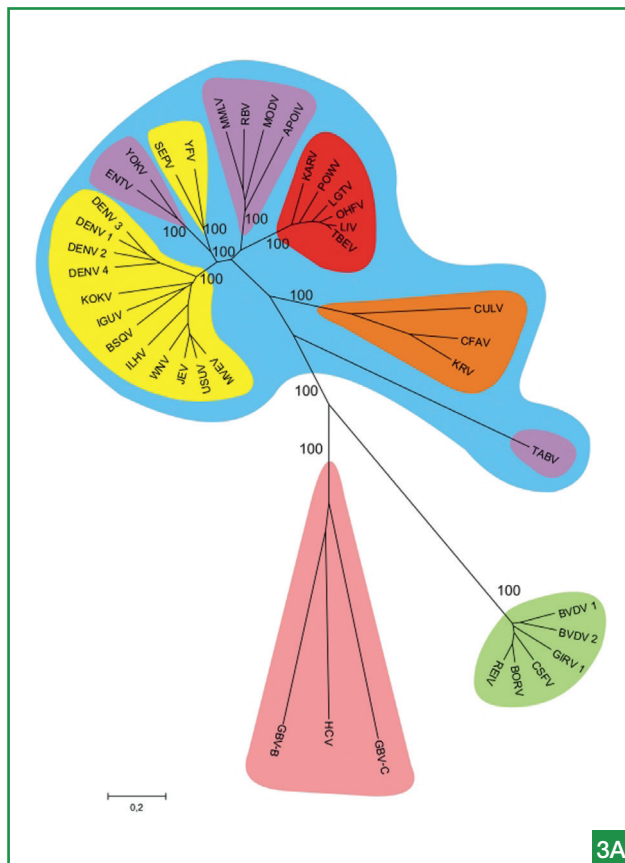 MMLV
RBV
MODV
APOIV
YFV
SEPV
YOKV
ENTV
KARV
POWV
LGTV
OHFV
LIV
TBEV
100
100
100
100
100
100
DENV 3
DENV 1
DENV 2
DENV 4
KOKV
IGUV
BSQV
ILHV
WNV
JEV
USUV
MVEV
100
CULV
CFAV
KRV
TABV
100
100
100
BVDV 1
BVDV 2
GIRV 1
CSFV
BORV
REIV
GBV-B
HCV
GBV-C
0,2
3A